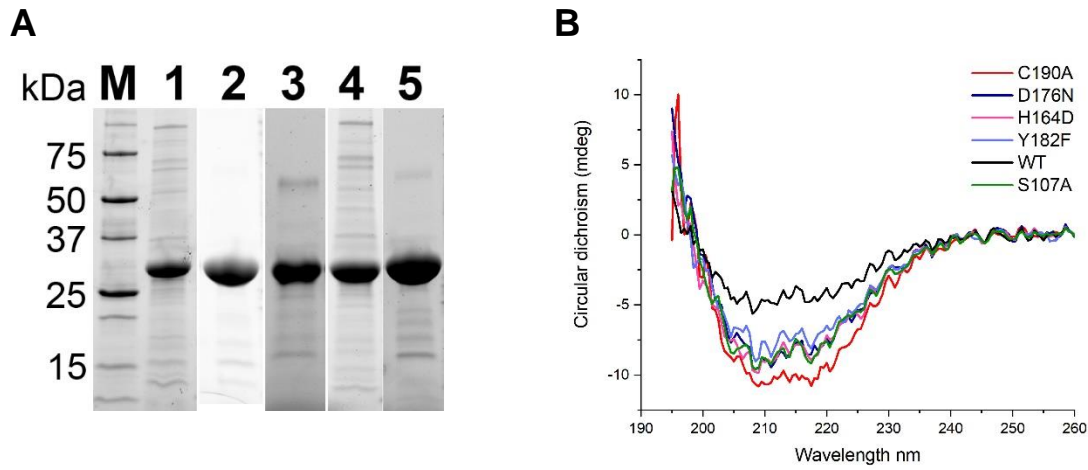 A
kDa M 1 2 3 4 5
75
50
37
25
15
B
C190A
D176N
H164D
Y182F
WT
S107A
10
5
0
-5
-10
Circular dichroism (mdeg)
190 200 210 220 230 240 250 260
Wavelength nm